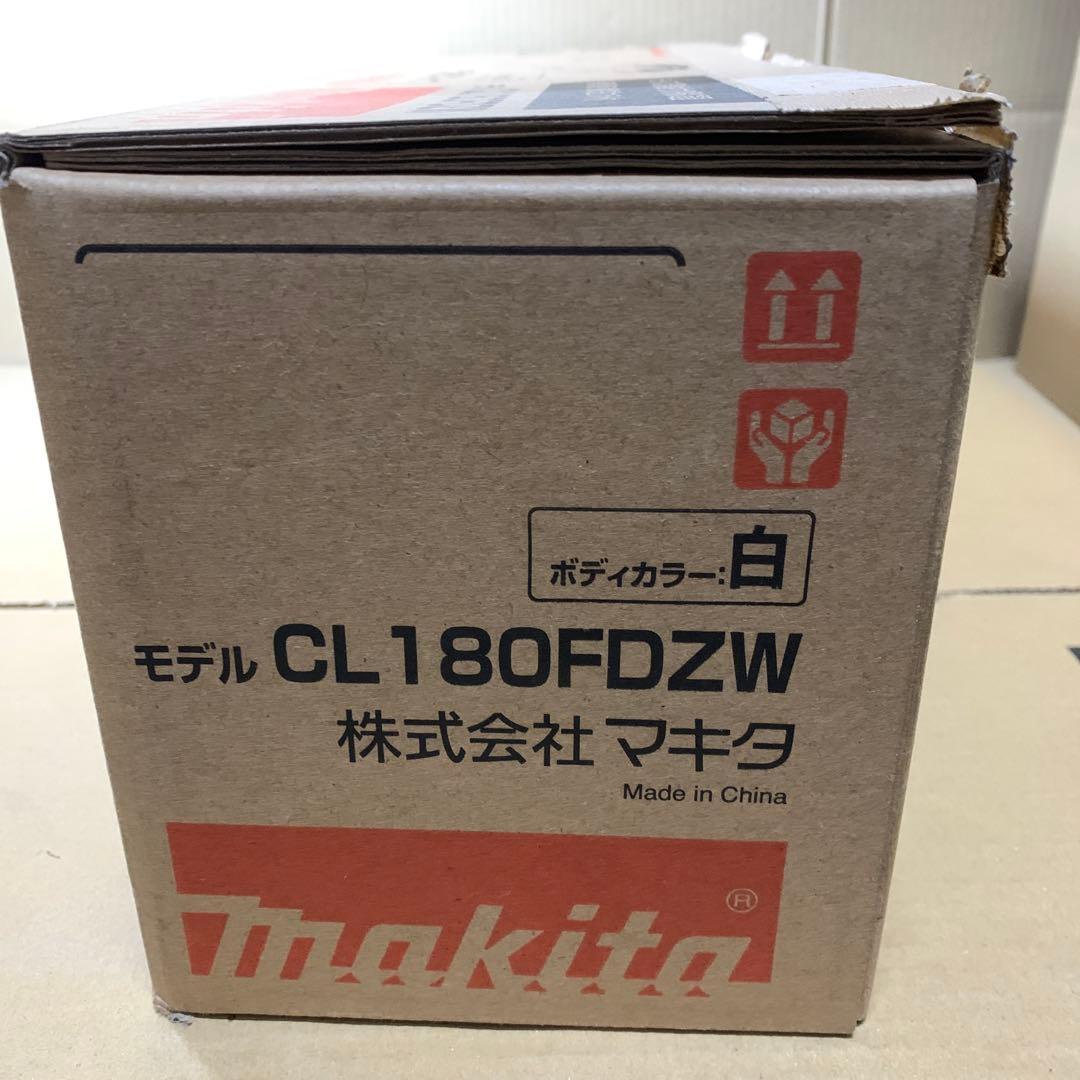 ボディカラー:白
モデル CL180FDZW
株式会社 マキタ
Made in China
makita ®